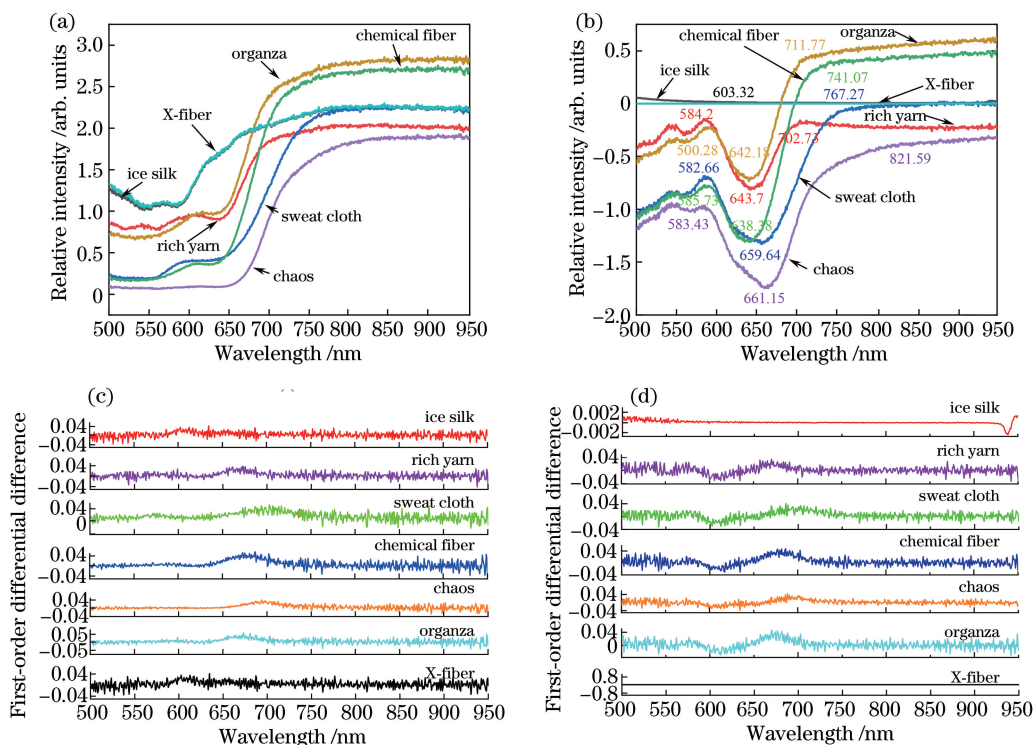 (a)
3.0
2.5
2.0
1.5
1.0
0.5
0
Relative intensity /arb. units
organza
chemical fiber
X-fiber
ice silk
rich yarn
sweat cloth
chaos
500 550 600 650 700 750 800 850 900 950
Wavelength /nm
(b)
0.5
0
−0.5
−1.0
−1.5
−2.0
Relative intensity /arb. units
organza
chemical fiber
711.77
741.07
ice silk
603.32
767.27
X-fiber
rich yarn
584.2
702.73
500.28
642.18
821.59
582.66
643.7
585.73
638.38
sweat cloth
583.43
659.64
chaos
661.15
500 550 600 650 700 750 800 850 900 950
Wavelength /nm
(c)
First-order differential difference
ice silk
0.04
−0.04
rich yarn
0.04
−0.04
sweat cloth
0.04
0
chemical fiber
0.04
−0.04
chaos
0.04
−0.04
organza
0.05
−0.05
X-fiber
0.04
−0.04
500 550 600 650 700 750 800 850 900 950
Wavelength /nm
(d)
First-order differential difference
ice silk
0.002
−0.002
rich yarn
0.04
−0.04
sweat cloth
0.04
−0.04
chemical fiber
0.04
−0.04
chaos
0.04
−0.04
organza
0.04
0
X-fiber
0.8
−0.8
500 550 600 650 700 750 800 850 900 950
Wavelength /nm